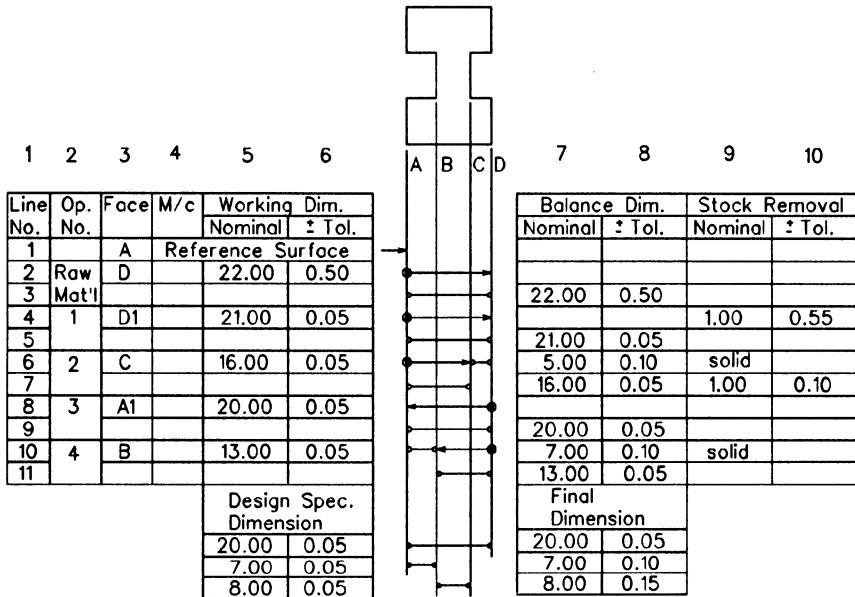 1 2 3 4 5 6 A B C D 7 8 9 10
Line Op. Face M/c Working Dim. Balance Dim. Stock Removal
No. No. Nominal ± Tol. Nominal ± Tol. Nominal ± Tol.
1 A Reference Surface
2 Raw D 22.00 0.50
3 Mat'l 22.00 0.50
4 1 D1 21.00 0.05 1.00 0.55
5 21.00 0.05
6 2 C 16.00 0.05 5.00 0.10 solid
7 16.00 0.05 1.00 0.10
8 3 A1 20.00 0.05
9 20.00 0.05
10 4 B 13.00 0.05 7.00 0.10 solid
11 13.00 0.05
Design Spec. Final
Dimension Dimension
20.00 0.05 20.00 0.05
7.00 0.05 7.00 0.10
8.00 0.05 8.00 0.15